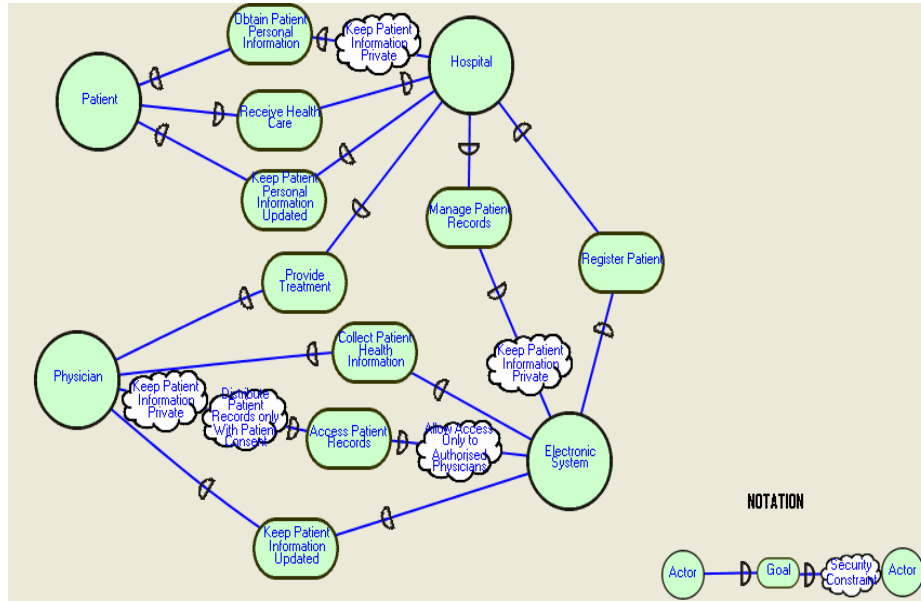 Obtain Patient
Personal
Information
Keep Patient
Information
Private
Hospital
Patient
Receive Health
Care
Keep Patient
Personal
Information
Updated
Manage Patient
Records
Register Patient
Provide
Treatment
Collect Patient
Health
Information
Keep Patient
Information
Private
Physician
Keep Patient
Information
Private
Distribute
Patient
Records only
With Patient
Consent
Access Patient
Records
Allow Access
Only to
Authorised
Physicians
Electronic
System
Keep Patient
Information
Updated
NOTATION
Actor
Goal
Security
Constraint
Actor